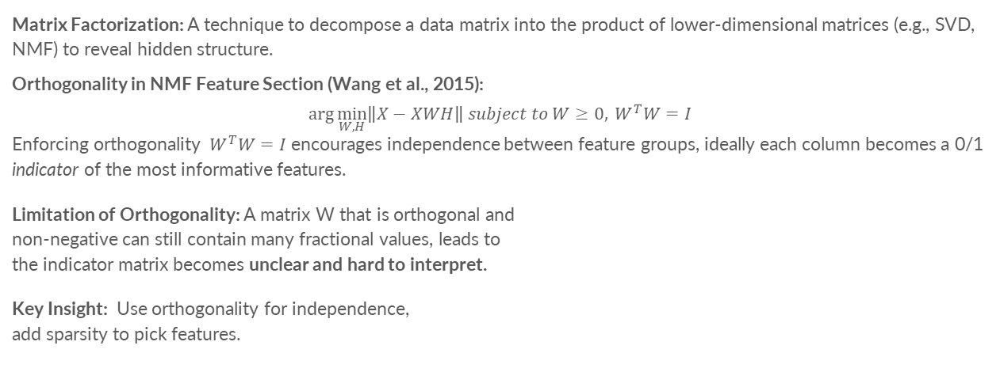 Matrix Factorization: A technique to decompose a data matrix into the product of lower-dimensional matrices (e.g., SVD,
NMF) to reveal hidden structure.
Orthogonality in NMF Feature Section (Wang et al., 2015):
arg min‖X − XWH‖ subject to W ≥ 0, WᵀW = I
W,H
Enforcing orthogonality WᵀW = I encourages independence between feature groups, ideally each column becomes a 0/1
indicator of the most informative features.
Limitation of Orthogonality: A matrix W that is orthogonal and
non-negative can still contain many fractional values, leads to
the indicator matrix becomes unclear and hard to interpret.
Key Insight: Use orthogonality for independence,
add sparsity to pick features.